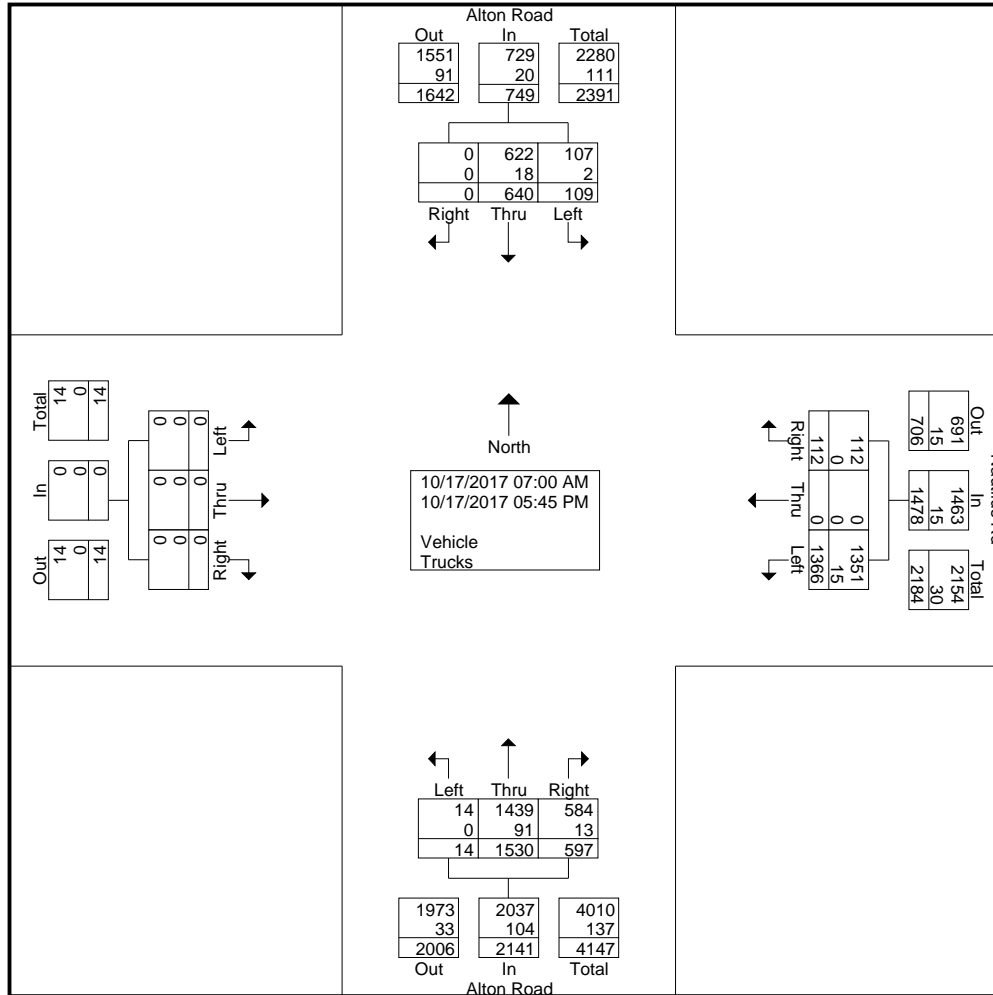 Alton Road
Out In Total
1551 729 2280
91 20 111
1642 749 2391
0 622 107
0 18 2
0 640 109
Right Thru Left
Total
14 0 14
In
0 0 0
Out
14 0 14
Left
0 0 0
Thru
0 0 0
Right
0 0 0
North
10/17/2017 07:00 AM
10/17/2017 05:45 PM
Vehicle
Trucks
Right
112 0 112
Thru
0 0 0
Left
1366 15 1351
Out
706 15 691
In
1478 15 1463
Total
2184 30 2154
Left Thru Right
14 1439 584
0 91 13
14 1530 597
1973 2037 4010
33 104 137
2006 2141 4147
Out In Total
Alton Road